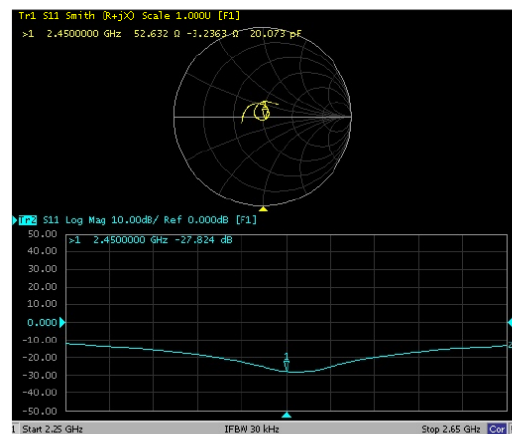 Tr1 S11 Smith (R+jX) Scale 1.000U [F1]
>1 2.4500000 GHz 52.632 Ω -3.2363 Ω 20.073 pF
Tr2 S11 Log Mag 10.00dB/ Ref 0.000dB [F1]
50.00
>1 2.4500000 GHz -27.824 dB
40.00
30.00
20.00
10.00
0.000
-10.00
-20.00
1
-30.00
-40.00
-50.00
1 Start 2.25 GHz IFBW 30 kHz Stop 2.65 GHz Cor